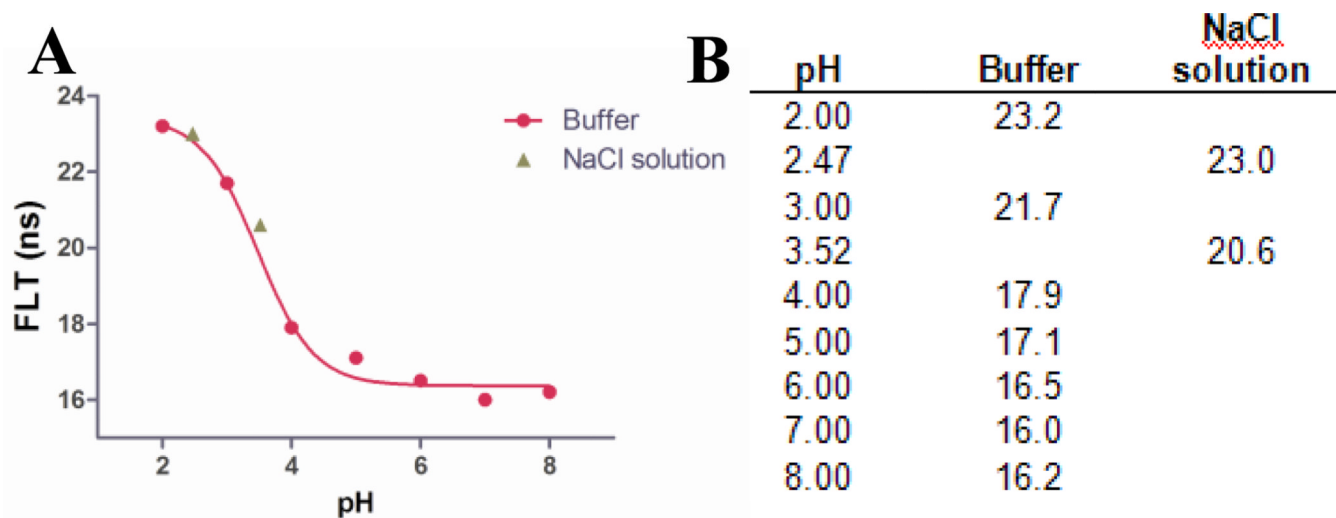 A
24
22
20
18
16
FLT (ns)
2 4 6 8
pH
Buffer
NaCl solution
B
pH Buffer NaCl solution
2.00 23.2
2.47 23.0
3.00 21.7
3.52 20.6
4.00 17.9
5.00 17.1
6.00 16.5
7.00 16.0
8.00 16.2